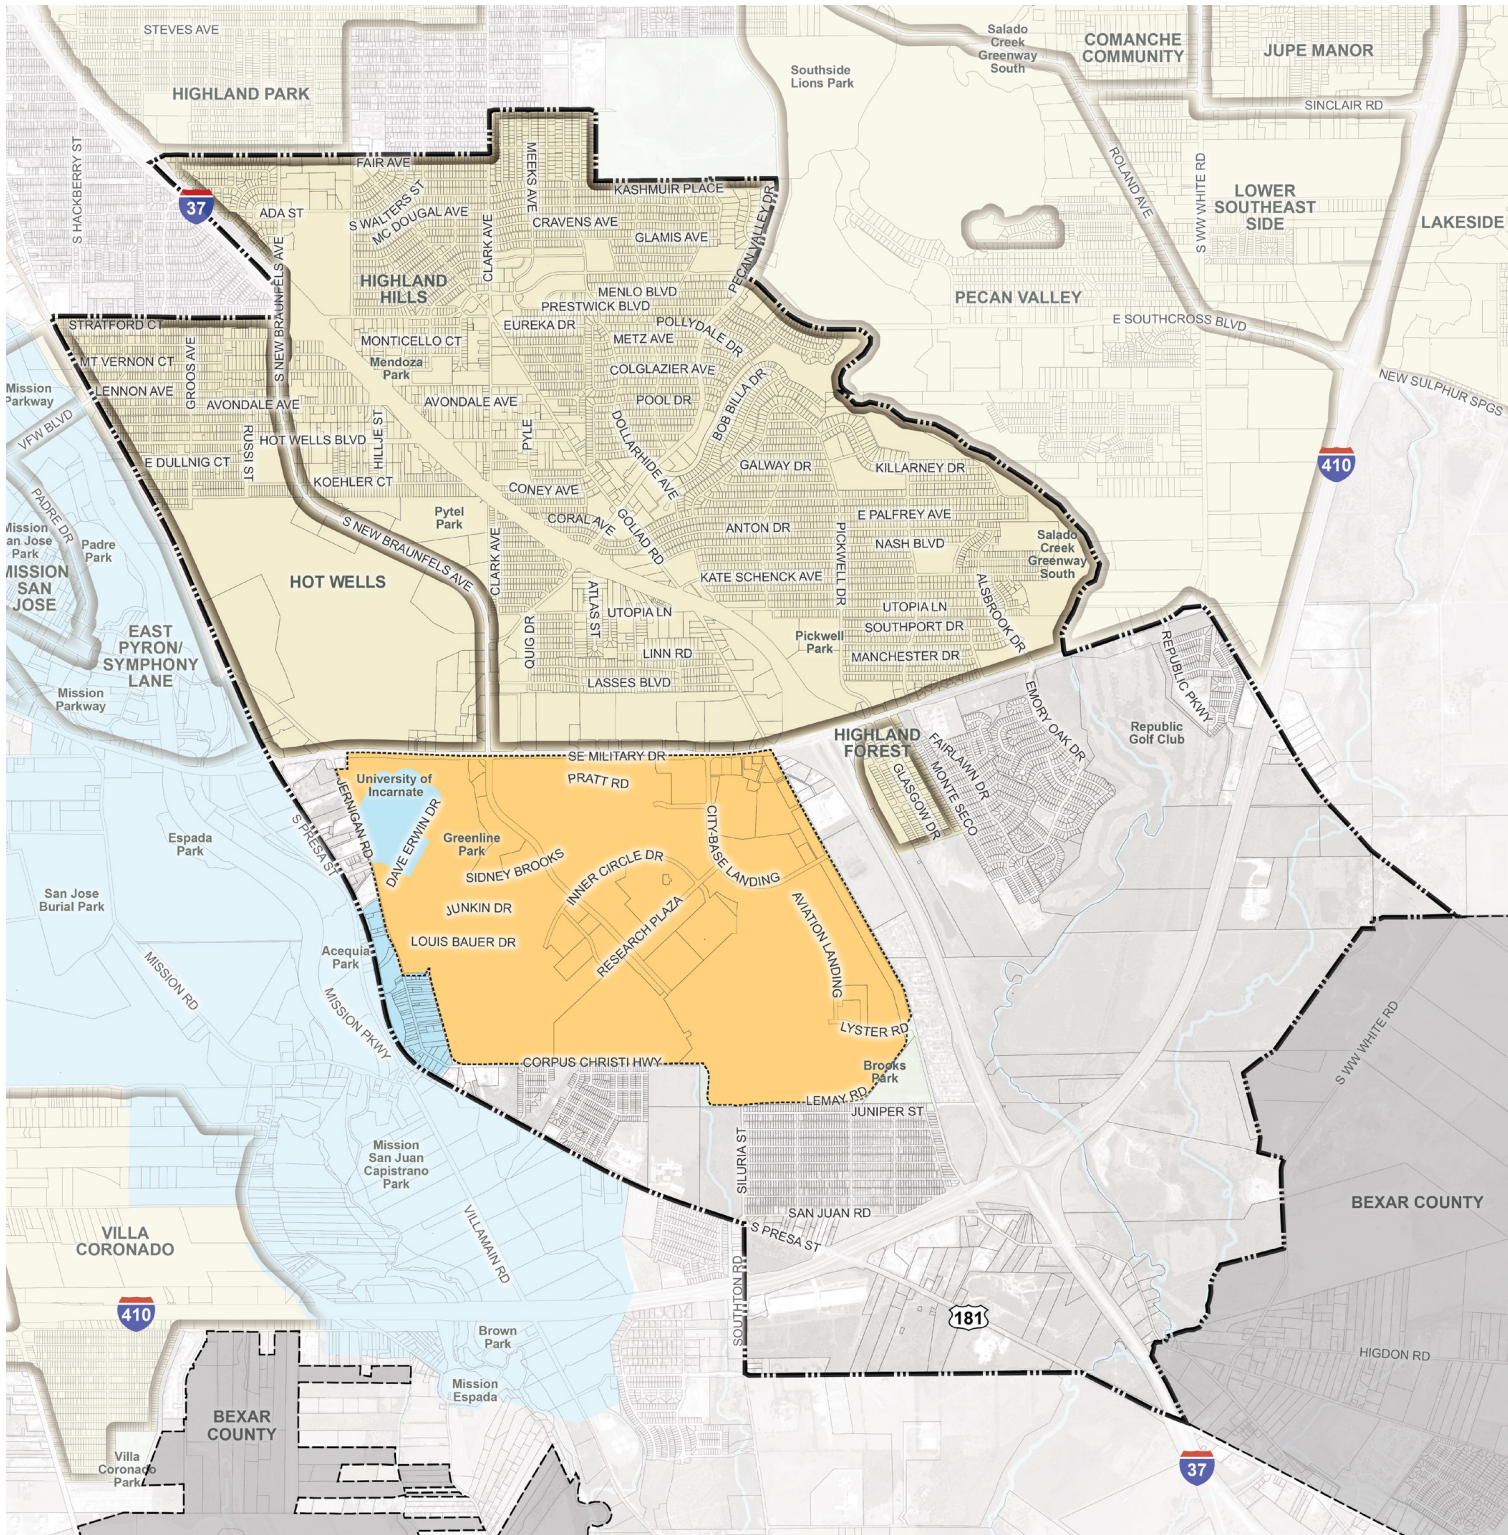 STEVES AVE
HIGHLAND PARK
Southside
Lions Park
Salado
Creek
Greenway
South
COMANCHE
COMMUNITY
JUPE MANOR
SINCLAIR RD
S HACKBERRY ST
FAIR AVE
MEEKS AVE
KASHMUIR PLACE
ROLAND AVE
S WW WHITE RD
LOWER
SOUTHEAST
SIDE
LAKESIDE
37
ADA ST
S WALTERS ST
MC DOUGAL AVE
CLARK AVE
CRAVENS AVE
GLAMIS AVE
PECAN VALLEY DR
S NEW BRAUNFELS AVE
HIGHLAND
HILLS
MENLO BLVD
PRESTWICK BLVD
PECAN VALLEY
STRATFORD CT
EUREKA DR
POLLYDALE DR
E SOUTHCROSS BLVD
MONTICELLO CT
METZ AVE
MT VERNON CT
GROOS AVE
Mendoza
Park
COLGLAZIER AVE
NEW SULPHUR SPGS
Mission
Parkway
LENNON AVE
AVONDALE AVE
AVONDALE AVE
POOL DR
BOB BILLA DR
VFW BLVD
RUSSI ST
HOT WELLS BLVD
HILLJE ST
PYLE
DOLLARHIDE AVE
E DULLNIG CT
KOEHLER CT
GALWAY DR
KILLARNEY DR
410
CONEY AVE
PADRE DR
Pytel
Park
CORAL AVE
GOLIAD RD
ANTON DR
E PALFREY AVE
S NEW BRAUNFELS AVE
PICKWELL DR
NASH BLVD
Salado
Creek
Greenway
South
Padre
Park
MISSION
SAN
JOSE
HOT WELLS
CLARK AVE
KATE SCHENCK AVE
ATLAS ST
UTOPIA LN
UTOPIA LN
ALSBROOK DR
EAST
PYRON/
SYMPHONY
LANE
QUIG DR
SOUTHPORT DR
Pickwell
Park
LINN RD
MANCHESTER DR
REPUBLIC PKWY
Mission
Parkway
LASSES BLVD
EMORY OAK DR
Republic
Golf Club
HIGHLAND
FOREST
SE MILITARY DR
FAIRLAWN DR
MONTE SECO
GLASGOW DR
University of
Incarnate
PRATT RD
JERNIGAN RD
DAVE ERWIN DR
CITY-BASE LANDING
Espada
Park
S PRESA ST
Greenline
Park
SIDNEY BROOKS
INNER CIRCLE DR
San Jose
Burial Park
JUNKIN DR
AVIATION LANDING
RESEARCH PLAZA
LOUIS BAUER DR
Acequia
Park
MISSION RD
MISSION PKWY
LYSTER RD
S WW WHITE RD
CORPUS CHRISTI HWY
Brooks
Park
LEMAY RD
JUNIPER ST
Mission
San Juan
Capistrano
Park
SILURIA ST
BEXAR COUNTY
VILLAMAIN RD
SAN JUAN RD
S PRESA ST
VILLA
CORONADO
SOUTHTON RD
410
181
Brown
Park
HIGDON RD
Mission
Espada
BEXAR
COUNTY
Villa
Coronado
Park
37